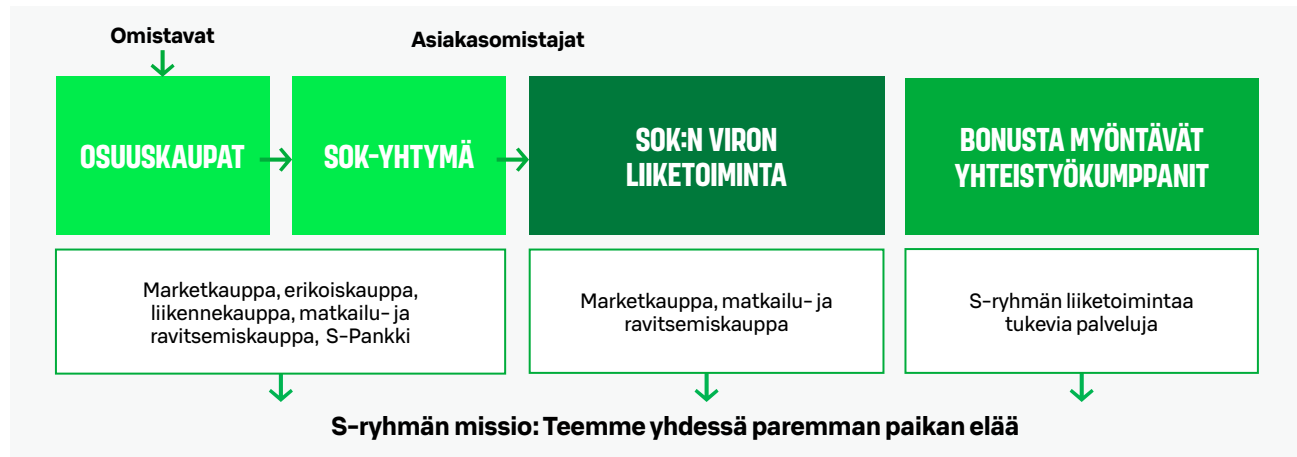 Omistavat
Asiakasomistajat
OSUUSKAUPAT
SOK-YHTYMÄ
SOK:N VIRON
LIIKETOIMINTA
BONUSTA MYÖNTÄVÄT
YHTEISTYÖKUMPPANIT
Marketkauppa, erikoiskauppa,
liikennekauppa, matkailu- ja
ravitsemiskauppa, S-Pankki
Marketkauppa, matkailu- ja
ravitsemiskauppa
S-ryhmän liiketoimintaa
tukevia palveluja
S-ryhmän missio: Teemme yhdessä paremman paikan elää